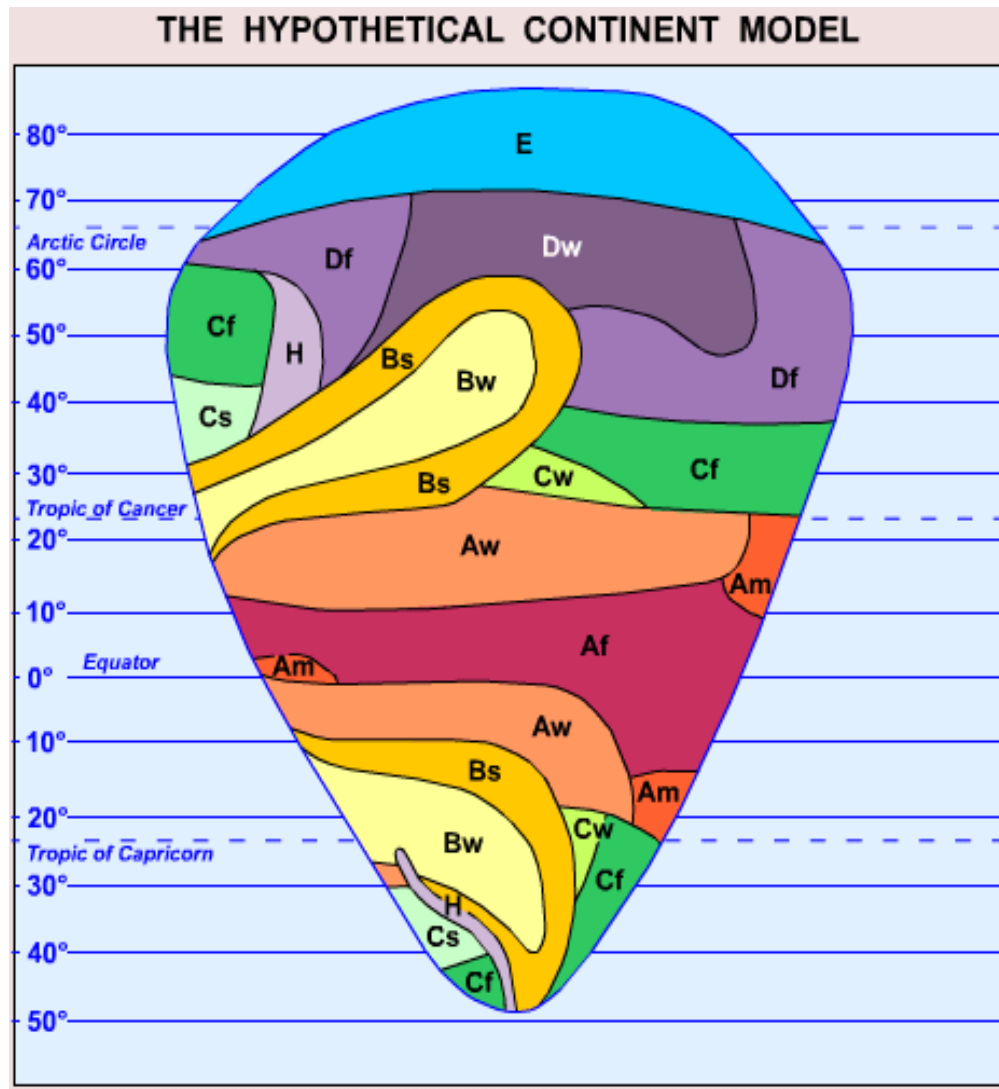 THE HYPOTHETICAL CONTINENT MODEL
80°
E
70°
Arctic Circle
Df
Dw
60°
Cf
50°
H
Bs
Bw
Df
40°
Cs
30°
Bs
Cw
Cf
Tropic of Cancer
20°
Aw
Am
10°
Af
Equator
Am
0°
Aw
10°
Bs
Am
20°
Cw
Bw
Tropic of Capricorn
Cf
30°
H
Cs
40°
Cf
50°